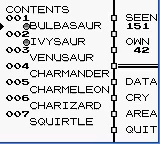 CONTENTS
001
BULBASAUR
002
IVYSAUR
003
VENUSAUR
004
CHARMANDER
005
CHARMELEON
006
CHARIZARD
007
SQUIRTLE
SEEN
151
OWN
42
DATA
CRY
AREA
QUIT